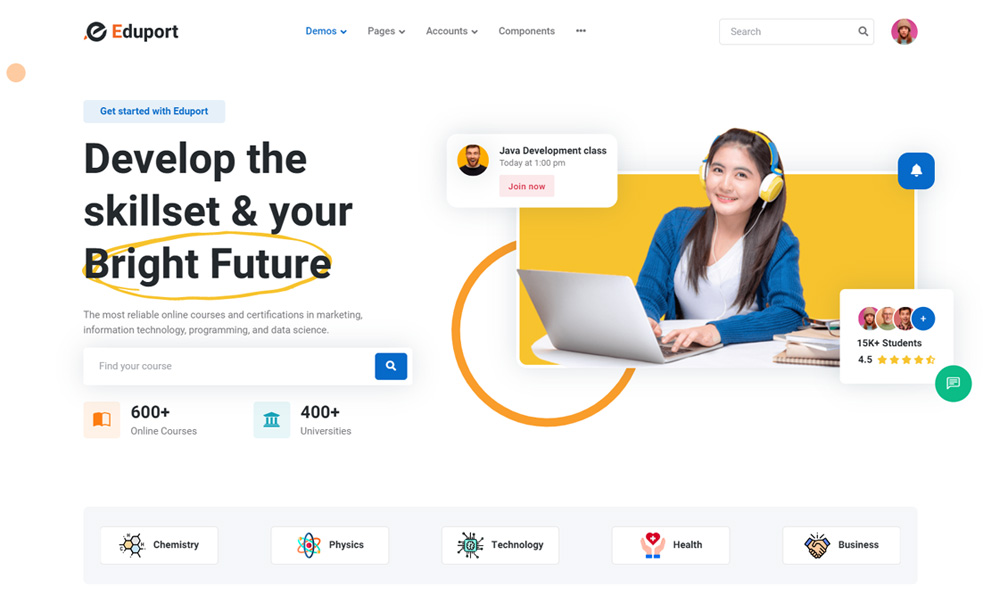 Eduport
Demos
Pages
Accounts
Components
Search
Get started with Eduport
Develop the
skillset & your
Bright Future
The most reliable online courses and certifications in marketing,
information technology, programming, and data science.
Find your course
600+
Online Courses
400+
Universities
Java Development class
Today at 1:00 pm
Join now
15K+ Students
4.5
Chemistry
Physics
Technology
Health
Business